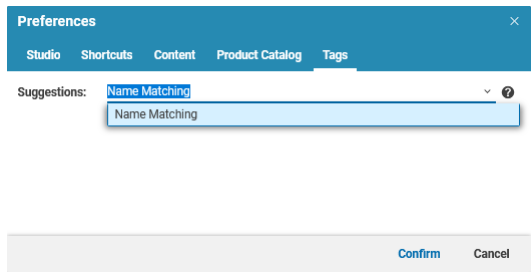 Preferences
Studio Shortcuts Content Product Catalog Tags
Suggestions: Name Matching
Name Matching
Confirm Cancel